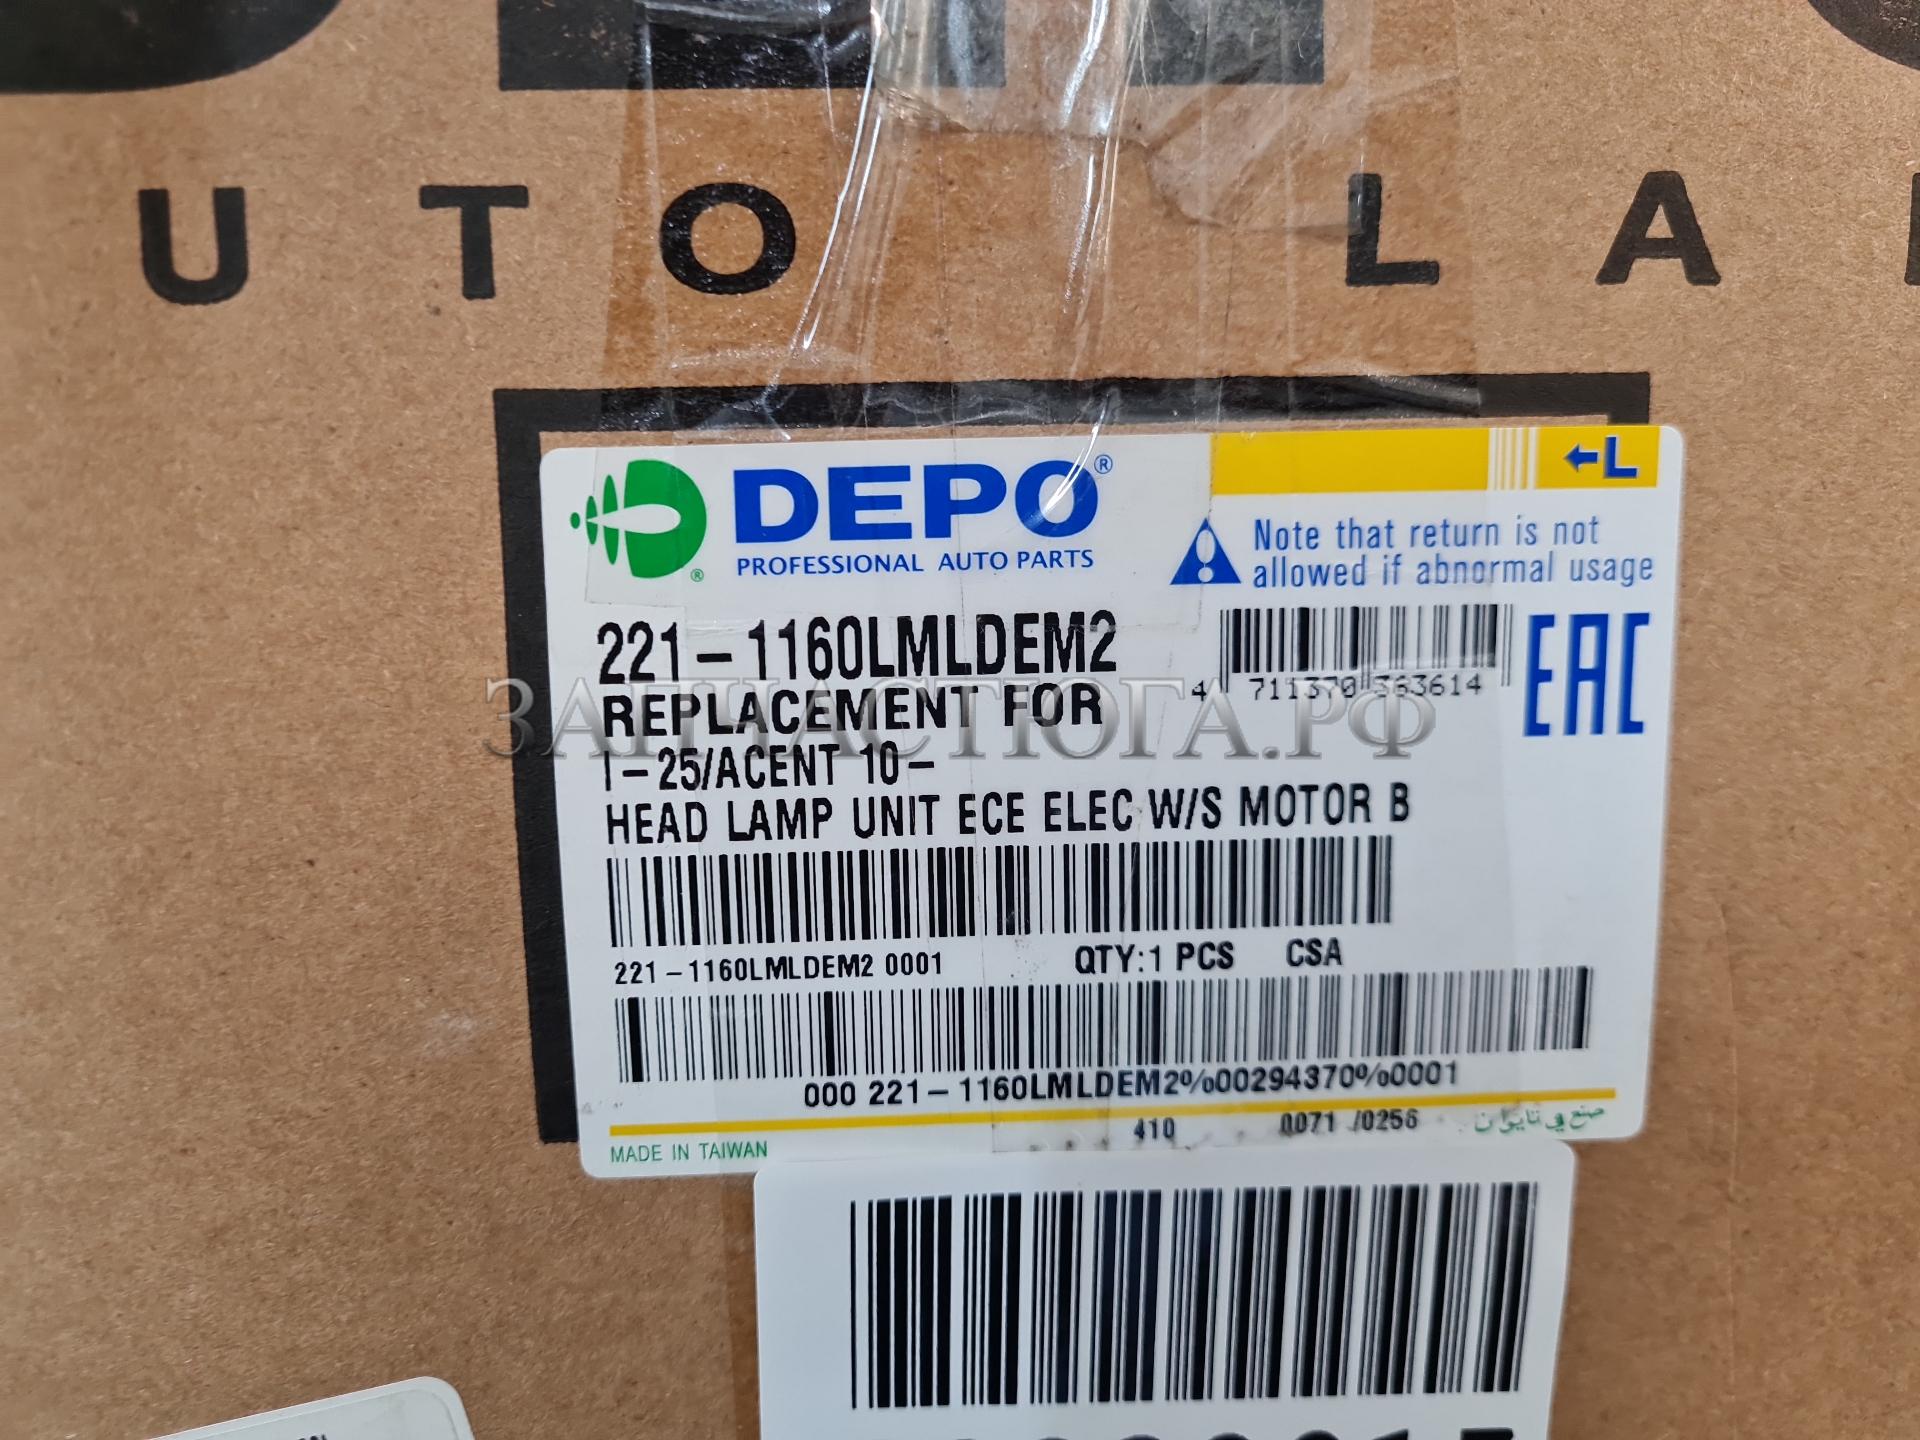 UTO LA
DEPO®
PROFESSIONAL AUTO PARTS
®
←L
Note that return is not
allowed if abnormal usage
221-1160LMLDEM2
4 711370 363614
EAC
REPLACEMENT FOR
ЗАПЧАСТЮГА.РФ
I-25/ACENT 10-
HEAD LAMP UNIT ECE ELEC W/S MOTOR B
221-1160LMLDEM2 0001 QTY:1 PCS CSA
000 221-1160LMLDEM2%00294370%0001
410 0071 /0256 صنع في تايوان
MADE IN TAIWAN